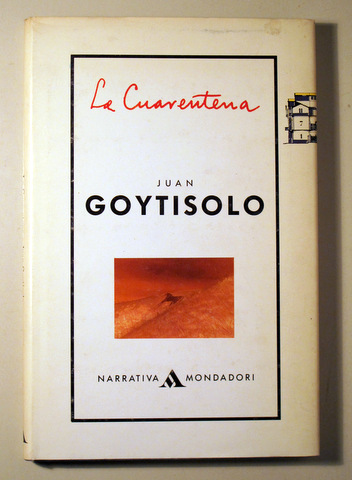 La Cuarentena
JUAN
GOYTISOLO
NARRATIVA MONDADORI